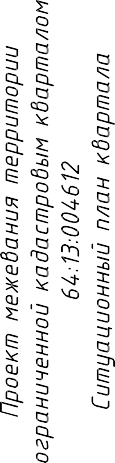 Проект межевания территории
ограниченной кадастровым кварталом
64:13:004612
Ситуационный план квартала